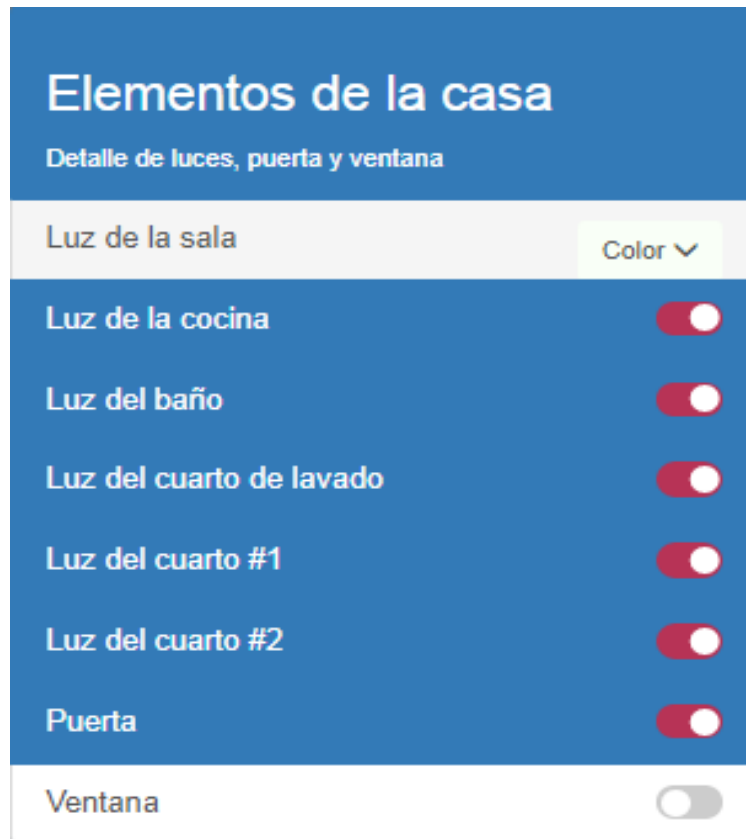 Elementos de la casa
Detalle de luces, puerta y ventana
Luz de la sala
Color
Luz de la cocina
Luz del baño
Luz del cuarto de lavado
Luz del cuarto #1
Luz del cuarto #2
Puerta
Ventana